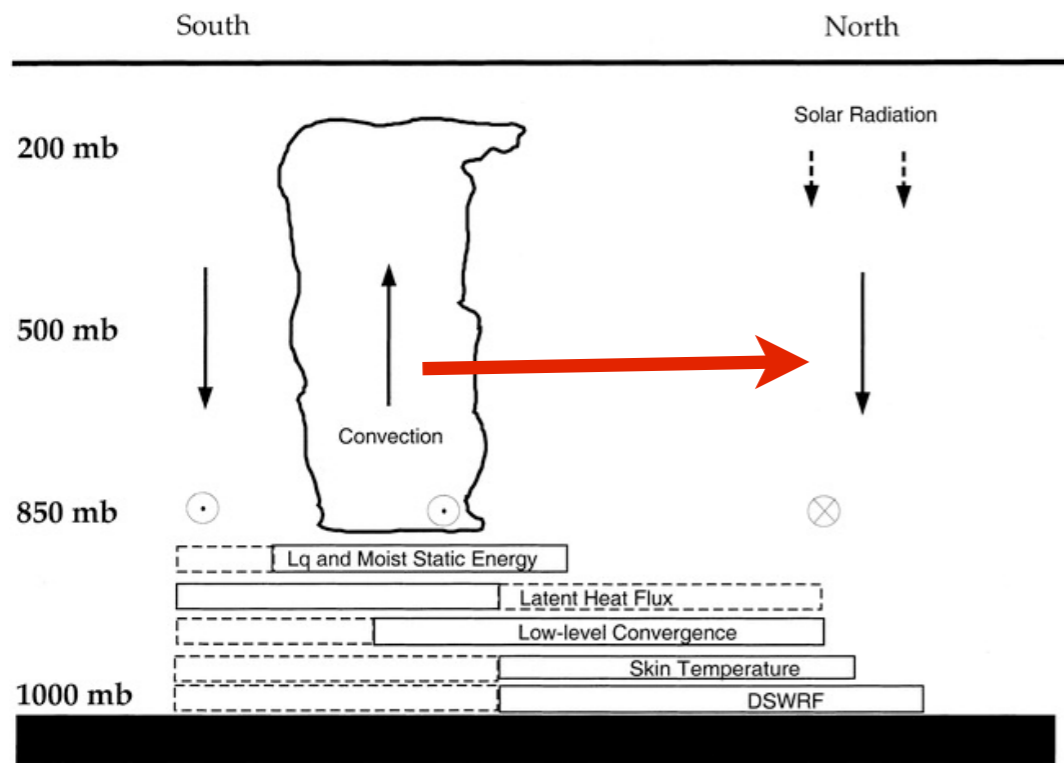 South North
Solar Radiation
200 mb
500 mb
Convection
850 mb
Lq and Moist Static Energy
Latent Heat Flux
Low-level Convergence
Skin Temperature
1000 mb
DSWRF